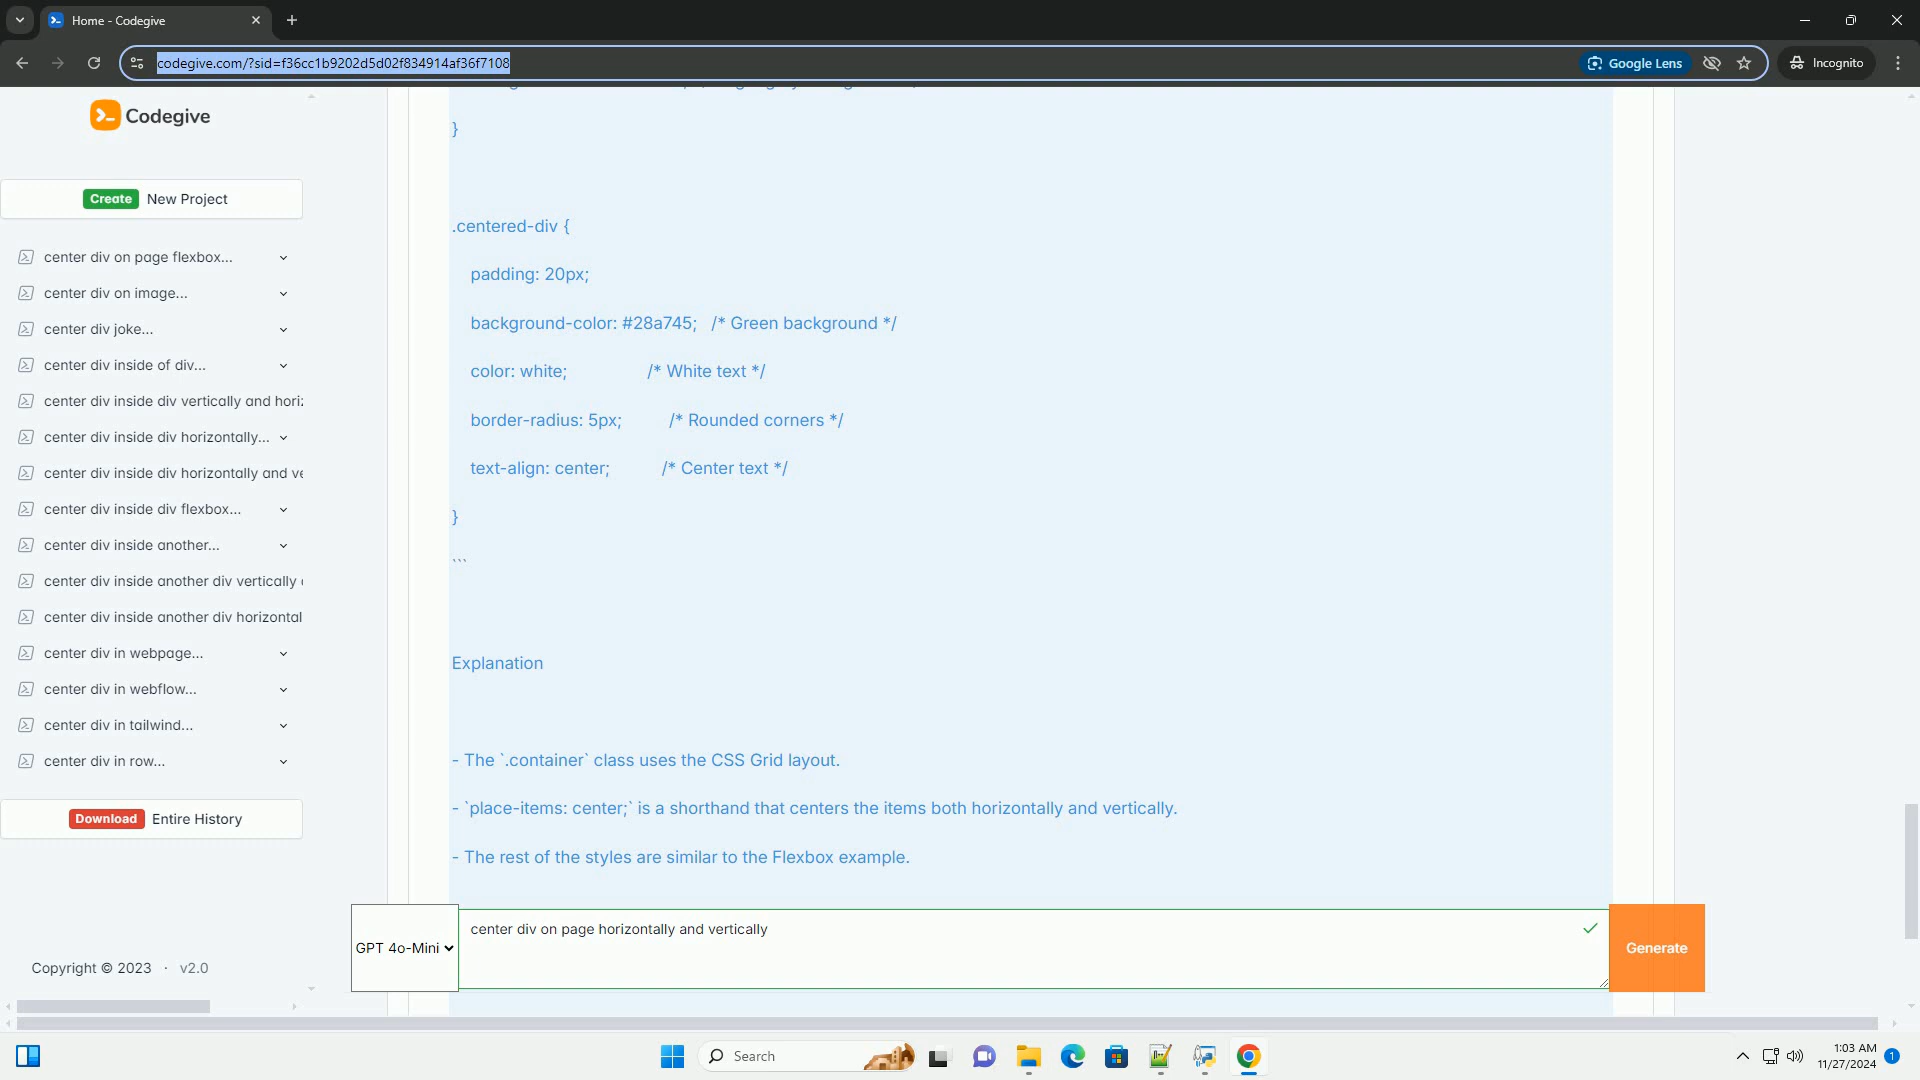 Home - Codegive
codegive.com/?sid=f36cc1b9202d5d02f834914af36f7108
Google Lens
Incognito
Codegive
Create New Project
center div on page flexbox...
center div on image...
center div joke...
center div inside of div...
center div inside div vertically and hori
center div inside div horizontally...
center div inside div horizontally and ve
center div inside div flexbox...
center div inside another...
center div inside another div vertically
center div inside another div horizontal
center div in webpage...
center div in webflow...
center div in tailwind...
center div in row...
Download Entire History
Copyright © 2023 · v2.0
}
.centered-div {
padding: 20px;
background-color: #28a745; /* Green background */
color: white; /* White text */
border-radius: 5px; /* Rounded corners */
text-align: center; /* Center text */
}
```
Explanation
- The `.container` class uses the CSS Grid layout.
- `place-items: center;` is a shorthand that centers the items both horizontally and vertically.
- The rest of the styles are similar to the Flexbox example.
GPT 4o-Mini
center div on page horizontally and vertically
Generate
Search
1:03 AM
11/27/2024
1